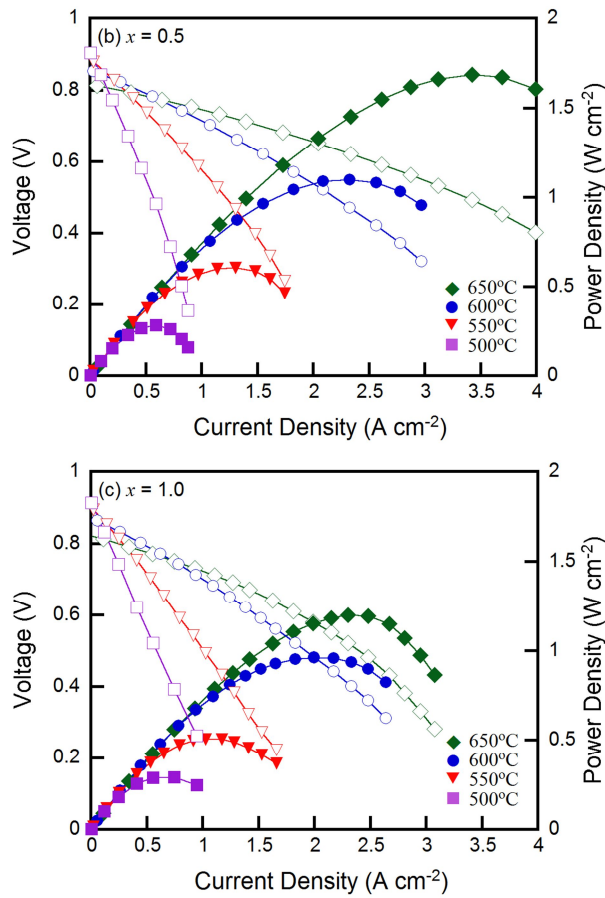 (b) x = 0.5
Voltage (V)
1
0.8
0.6
0.4
0.2
0
2
1.5
1
0.5
0
Power Density (W cm-2)
650ºC
600ºC
550ºC
500ºC
0 0.5 1 1.5 2 2.5 3 3.5 4
Current Density (A cm-2)
(c) x = 1.0
Voltage (V)
1
0.8
0.6
0.4
0.2
0
2
1.5
1
0.5
0
Power Density (W cm-2)
650ºC
600ºC
550ºC
500ºC
0 0.5 1 1.5 2 2.5 3 3.5 4
Current Density (A cm-2)